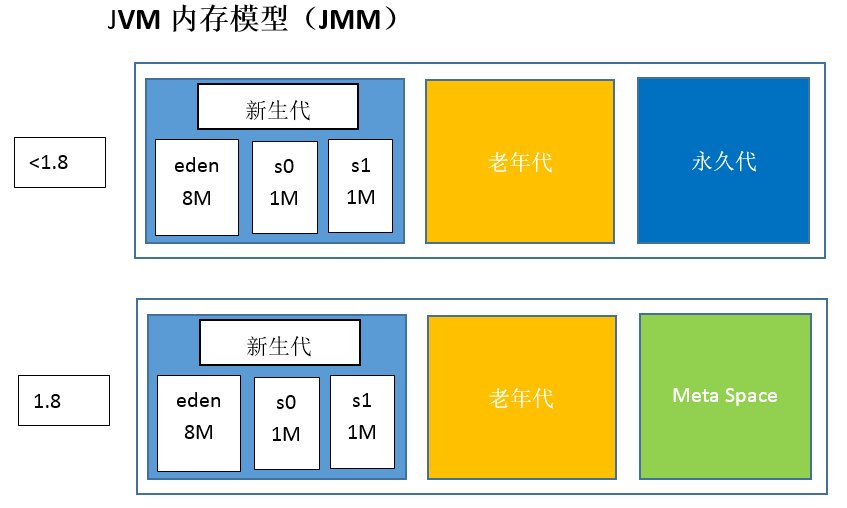 JVM 内存模型（JMM）
新生代
<1.8
eden
8M
s0
1M
s1
1M
老年代
永久代
新生代
1.8
eden
8M
s0
1M
s1
1M
老年代
Meta Space